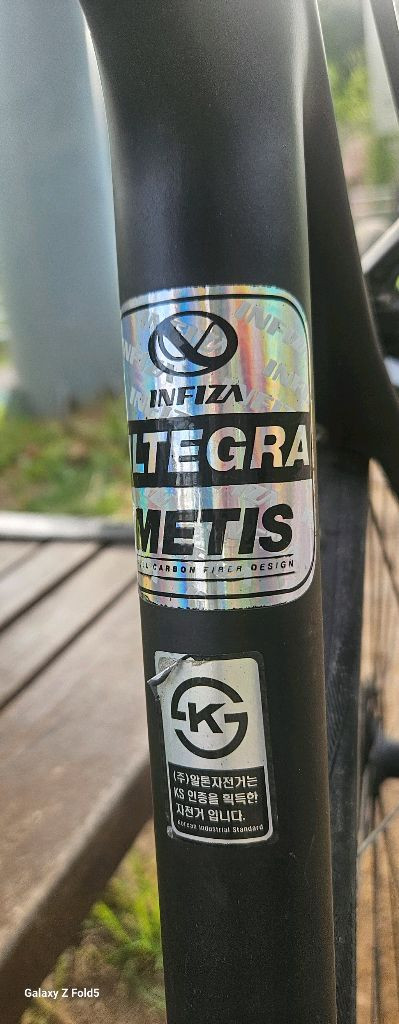 INFIZA
LTEGRA
METIS
CARBON FIBER DESIGN
K
(주)알톤자전거는
KS 인증을 획득한
자전거 입니다.
Korean Industrial Standard
Galaxy Z Fold5